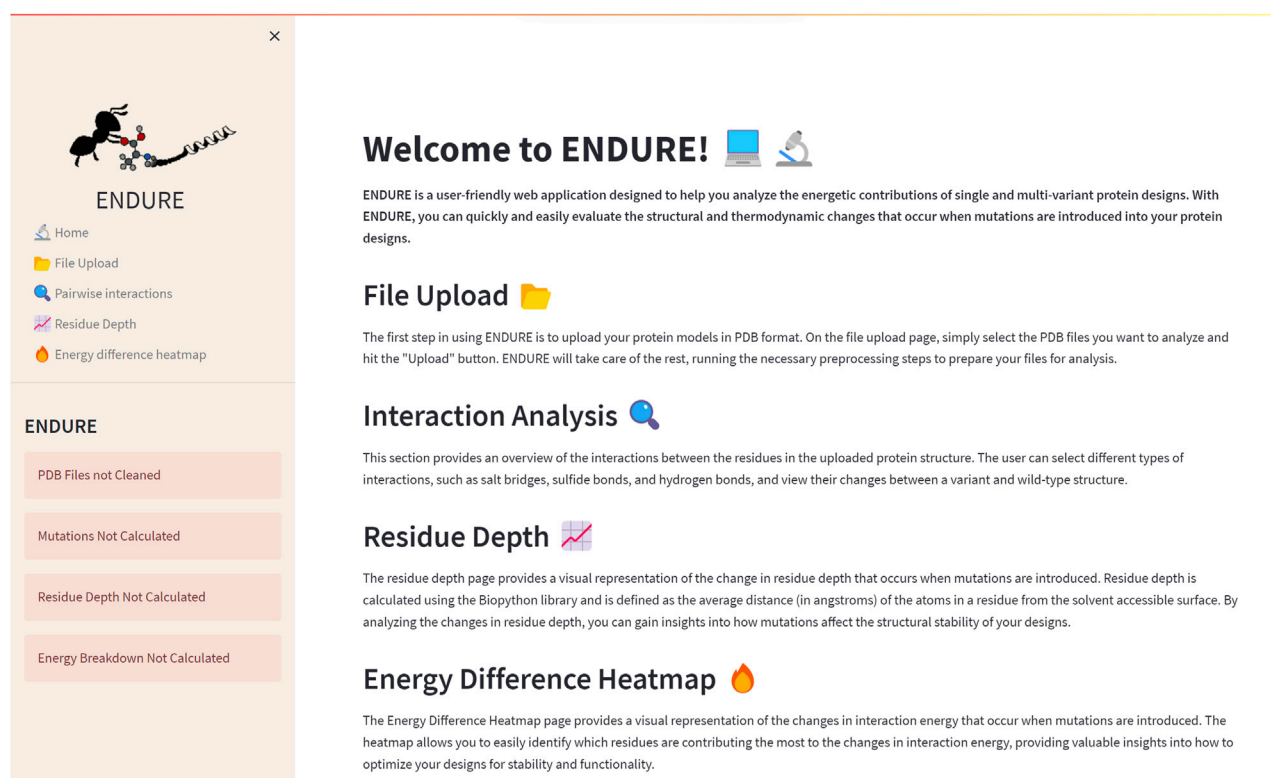 ×
ENDURE
Home
File Upload
Pairwise interactions
Residue Depth
Energy difference heatmap
ENDURE
PDB Files not Cleaned
Mutations Not Calculated
Residue Depth Not Calculated
Energy Breakdown Not Calculated
Welcome to ENDURE!
ENDURE is a user-friendly web application designed to help you analyze the energetic contributions of single and multi-variant protein designs. With
ENDURE, you can quickly and easily evaluate the structural and thermodynamic changes that occur when mutations are introduced into your protein
designs.
File Upload
The first step in using ENDURE is to upload your protein models in PDB format. On the file upload page, simply select the PDB files you want to analyze and
hit the "Upload" button. ENDURE will take care of the rest, running the necessary preprocessing steps to prepare your files for analysis.
Interaction Analysis
This section provides an overview of the interactions between the residues in the uploaded protein structure. The user can select different types of
interactions, such as salt bridges, sulfide bonds, and hydrogen bonds, and view their changes between a variant and wild-type structure.
Residue Depth
The residue depth page provides a visual representation of the change in residue depth that occurs when mutations are introduced. Residue depth is
calculated using the Biopython library and is defined as the average distance (in angstroms) of the atoms in a residue from the solvent accessible surface. By
analyzing the changes in residue depth, you can gain insights into how mutations affect the structural stability of your designs.
Energy Difference Heatmap
The Energy Difference Heatmap page provides a visual representation of the changes in interaction energy that occur when mutations are introduced. The
heatmap allows you to easily identify which residues are contributing the most to the changes in interaction energy, providing valuable insights into how to
optimize your designs for stability and functionality.